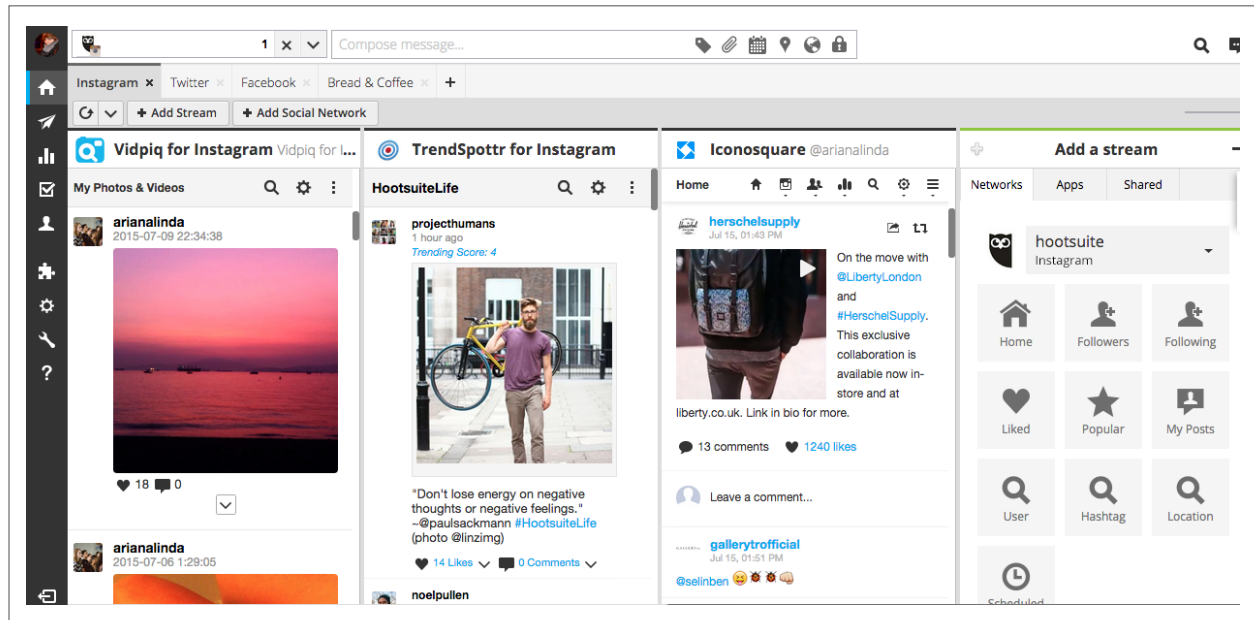 1
Compose message...
Instagram × Twitter × Facebook × Bread & Coffee × +
+ Add Stream + Add Social Network
Vidpiq for Instagram Vidpiq for I...
My Photos & Videos
arianalinda
2015-07-09 22:34:38
18 0
arianalinda
2015-07-06 1:29:05
TrendSpottr for Instagram
HootsuiteLife
projecthumans
1 hour ago
Trending Score: 4
"Don't lose energy on negative
thoughts or negative feelings."
~@paulsackmann #HootsuiteLife
(photo @linzimg)
14 Likes 0 Comments
noelpullen
Iconosquare @arianalinda
Home
herschelsupply
Jul 15, 01:43 PM
On the move with
@LibertyLondon
and
#HerschelSupply.
This exclusive
collaboration is
available now in-
store and at
liberty.co.uk. Link in bio for more.
13 comments 1240 likes
Leave a comment...
gallerytrofficial
Jul 15, 01:51 PM
@selinben 😆🐞🐞👊
Add a stream
Networks Apps Shared
hootsuite
Instagram
Home Followers Following
Liked Popular My Posts
User Hashtag Location
Scheduled